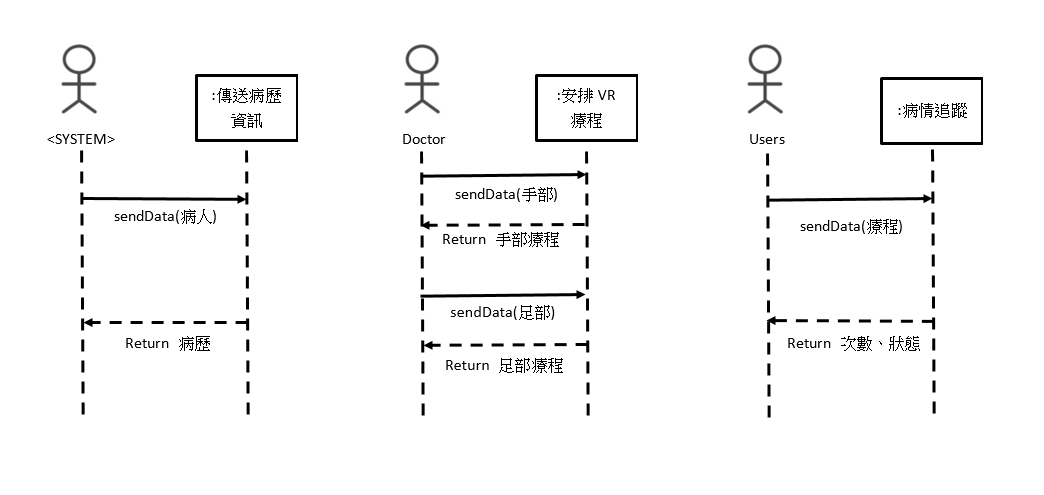 :傳送病歷
資訊
<SYSTEM>
sendData(病人)
Return 病歷
:安排 VR
療程
Doctor
sendData(手部)
Return 手部療程
sendData(足部)
Return 足部療程
:病情追蹤
Users
sendData(療程)
Return 次數、狀態